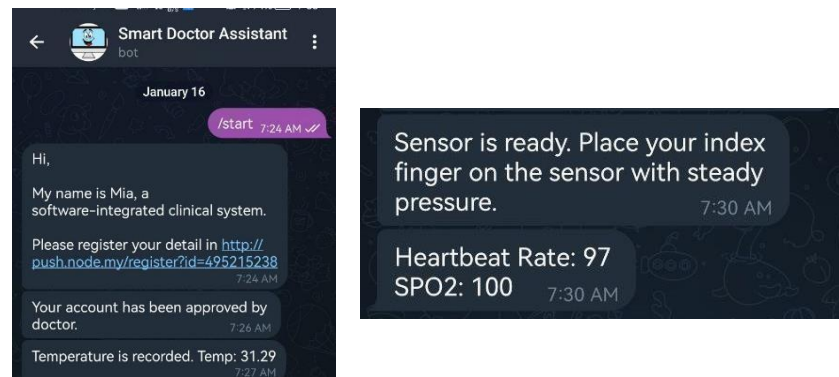 Smart Doctor Assistant
bot
January 16
/start 7:24 AM
Hi,
My name is Mia, a
software-integrated clinical system.
Please register your detail in http://
push.node.my/register?id=495215238
7:24 AM
Your account has been approved by
doctor. 7:26 AM
Temperature is recorded. Temp: 31.29
7:27 AM
Sensor is ready. Place your index
finger on the sensor with steady
pressure. 7:30 AM
Heartbeat Rate: 97
SPO2: 100 7:30 AM